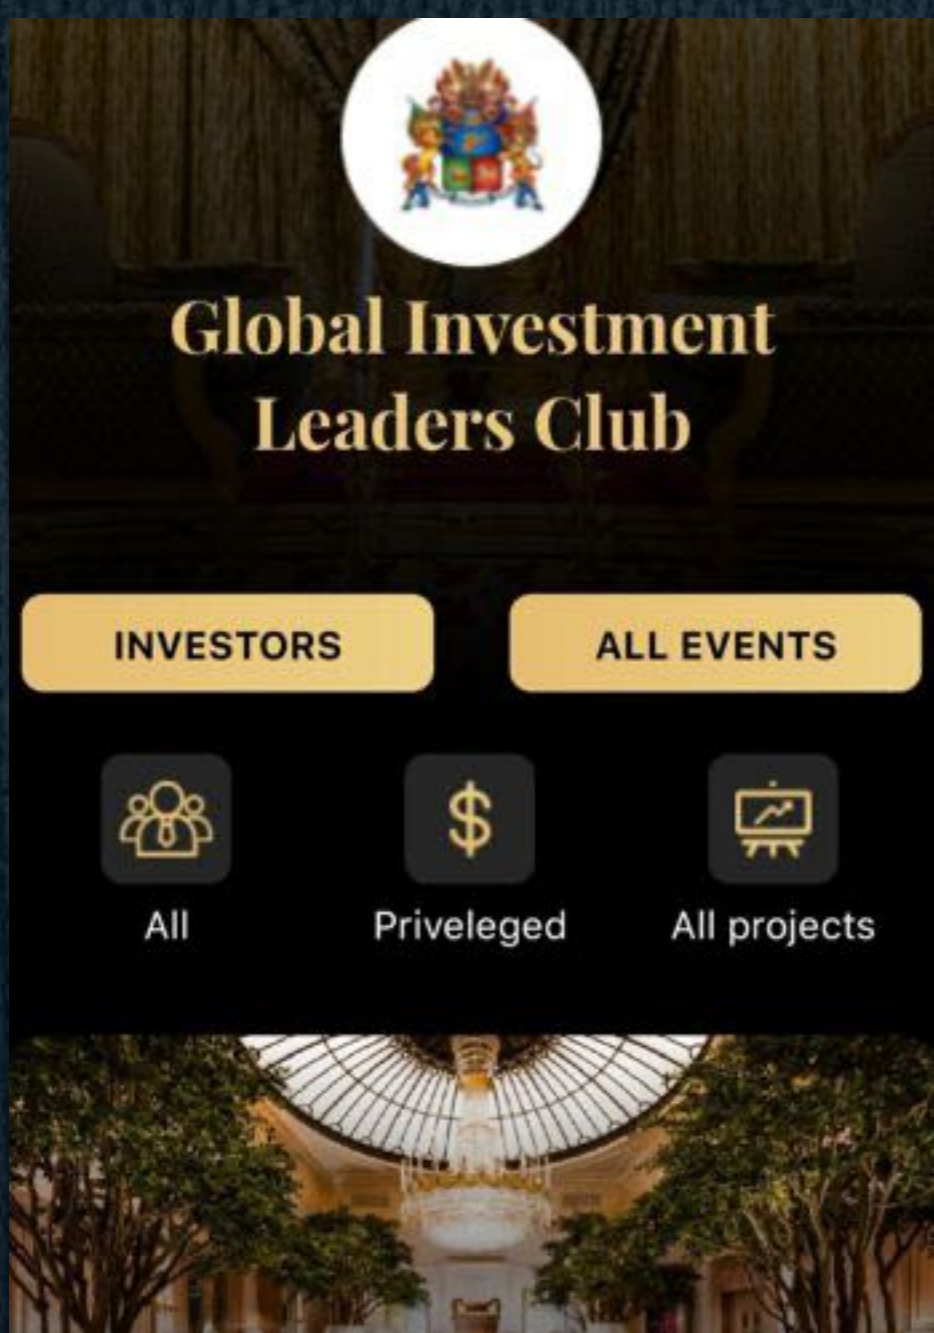 Global Investment
Leaders Club
INVESTORS
ALL EVENTS
All
Priveleged
All projects